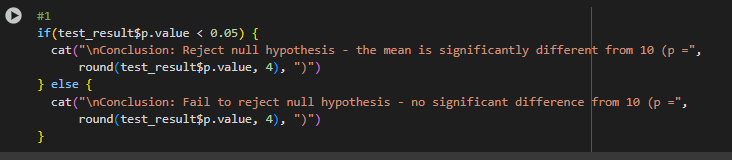 #1
if(test_result$p.value < 0.05) {
  cat("\nConclusion: Reject null hypothesis - the mean is significantly different from 10 (p =",
      round(test_result$p.value, 4), ")")
} else {
  cat("\nConclusion: Fail to reject null hypothesis - no significant difference from 10 (p =",
      round(test_result$p.value, 4), ")")
}